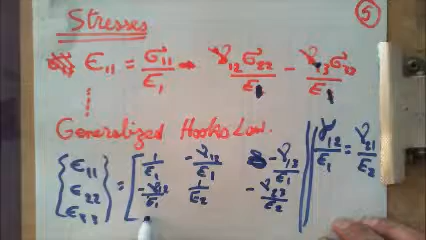 Stresses
5
ε₁₁ = σ₁₁/E₁ - ν₁₂σ₂₂/E₁ - ν₁₃σ₃₃/E₁
Generalized Hooks Law.
{ε₁₁ ε₂₂ ε₃₃} = [1/E₁ -ν₁₂/E₁ -ν₁₃/E₁
-ν₁₂/E₁ 1/E₂ -ν₂₃/E₂
ν₁₂/E₁ = ν₂₁/E₂